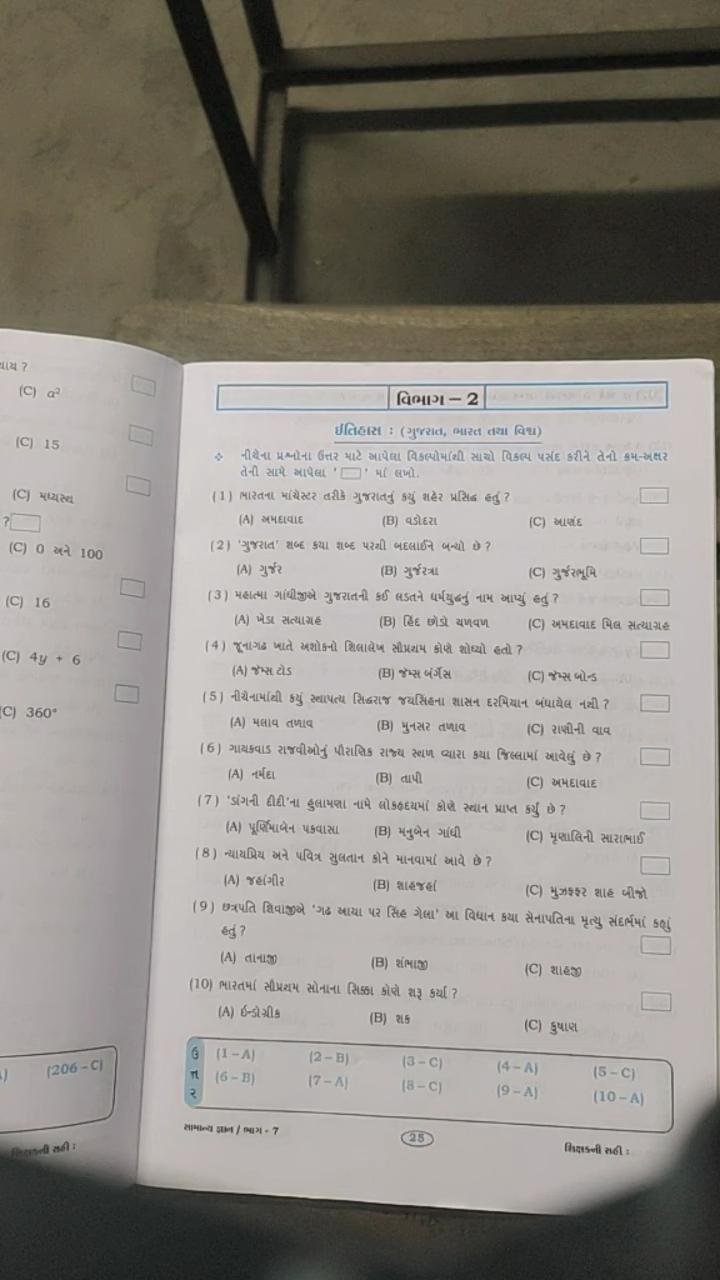 થાય ?
(C) a²
(C) 15
(C) મધ્યસ્થ
?
(C) 0 અને 100
(C) 16
(C) 4y + 6
(C) 360°
(206 – C)
શિક્ષકની સહી :
વિભાગ – 2
ઈતિહાસ : (ગુજરાત, ભારત તથા વિશ્વ)
❖ નીચેના પ્રશ્નોના ઉત્તર માટે આપેલા વિકલ્પોમાંથી સાચો વિકલ્પ પસંદ કરીને તેનો ક્રમ-અક્ષર
તેની સામે આપેલા ' ' માં લખો.
(1) ભારતના માંચેસ્ટર તરીકે ગુજરાતનું કયું શહેર પ્રસિદ્ધ હતું ?
(A) અમદાવાદ (B) વડોદરા (C) આણંદ
(2) 'ગુજરાત' શબ્દ કયા શબ્દ પરથી બદલાઈને બન્યો છે ?
(A) ગુર્જર (B) ગુર્જરત્રા (C) ગુર્જરભૂમિ
(3) મહાત્મા ગાંધીજીએ ગુજરાતની કઈ લડતને ધર્મયુદ્ધનું નામ આપ્યું હતું ?
(A) ખેડા સત્યાગ્રહ (B) હિંદ છોડો ચળવળ (C) અમદાવાદ મિલ સત્યાગ્રહ
(4) જૂનાગઢ ખાતે અશોકનો શિલાલેખ સૌપ્રથમ કોણે શોધ્યો હતો ?
(A) જેમ્સ ટોડ (B) જેમ્સ બર્ગેસ (C) જેમ્સ બોન્ડ
(5) નીચેનામાંથી કયું સ્થાપત્ય સિદ્ધરાજ જયસિંહના શાસન દરમિયાન બંધાયેલ નથી ?
(A) મલાવ તળાવ (B) મુનસર તળાવ (C) રાણીની વાવ
(6) ગાયકવાડ રાજવીઓનું પૌરાણિક રાજ્ય સ્થળ વ્યારા કયા જિલ્લામાં આવેલું છે ?
(A) નર્મદા (B) તાપી (C) અમદાવાદ
(7) 'ડાંગની દીદી'ના હુલામણા નામે લોકહૃદયમાં કોણે સ્થાન પ્રાપ્ત કર્યું છે ?
(A) પૂર્ણિમાબેન પકવાસા (B) મનુબેન ગાંધી (C) મૃણાલિની સારાભાઈ
(8) ન્યાયપ્રિય અને પવિત્ર સુલતાન કોને માનવામાં આવે છે ?
(A) જહાંગીર (B) શાહજહાં (C) મુઝફ્ફર શાહ બીજો
(9) છત્રપતિ શિવાજીએ 'ગઢ આયા પર સિંહ ગેલા' આ વિધાન કયા સેનાપતિના મૃત્યુ સંદર્ભમાં કહ્યું
હતું ?
(A) તાનાજી (B) શંભાજી (C) શાહજી
(10) ભારતમાં સૌપ્રથમ સોનાના સિક્કા કોણે શરૂ કર્યા ?
(A) ઇન્ડોગ્રીક (B) શક (C) કુષાણ
ઉત્તર
(1 – A) (2 – B) (3 – C) (4 – A) (5 – C)
(6 – B) (7 – A) (8 – C) (9 – A) (10 – A)
સામાન્ય જ્ઞાન / ભાગ - 7
25
શિક્ષકની સહી :